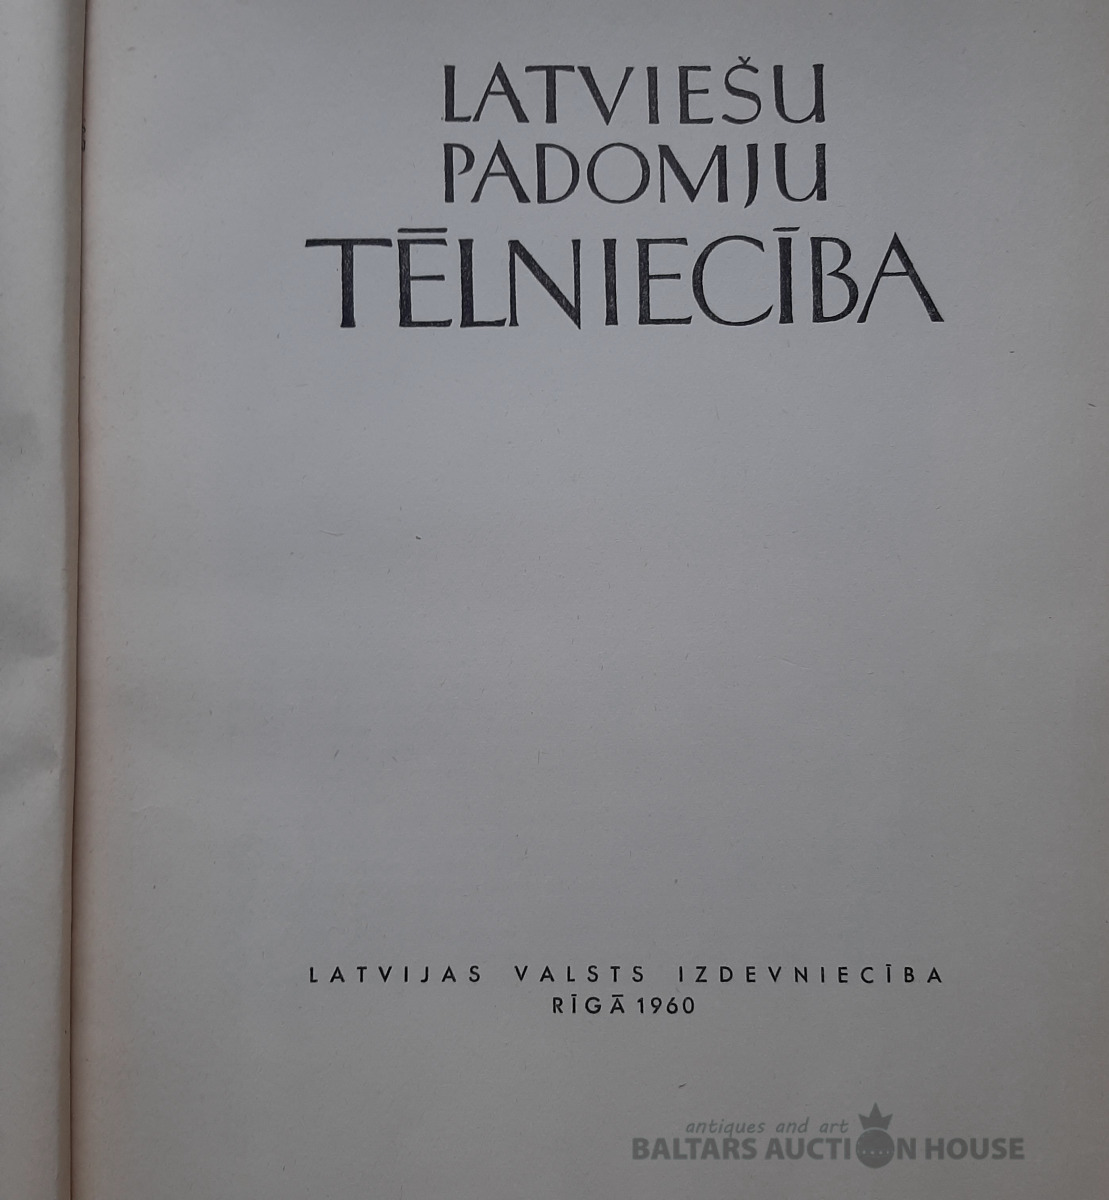 LATVIEŠU
PADOMJU
TĒLNIECĪBA
LATVIJAS VALSTS IZDEVNIECĪBA
RĪGĀ 1960
antiques and art
BALTARS AUCTION HOUSE